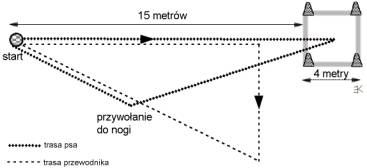 15 metrów
start
4 metry
przywołanie
do nogi
trasa psa
trasa przewodnika